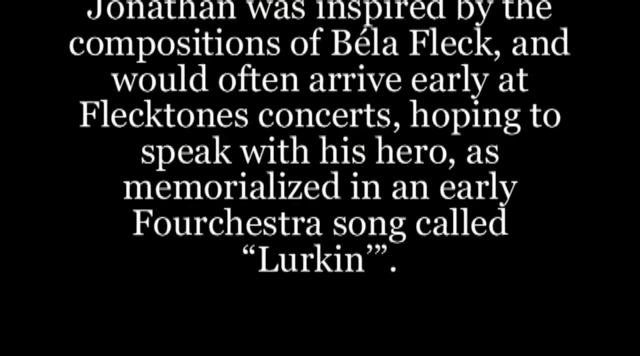 Jonathan was inspired by the
compositions of Béla Fleck, and
would often arrive early at
Flecktones concerts, hoping to
speak with his hero, as
memorialized in an early
Fourchestra song called
“Lurkin’”.